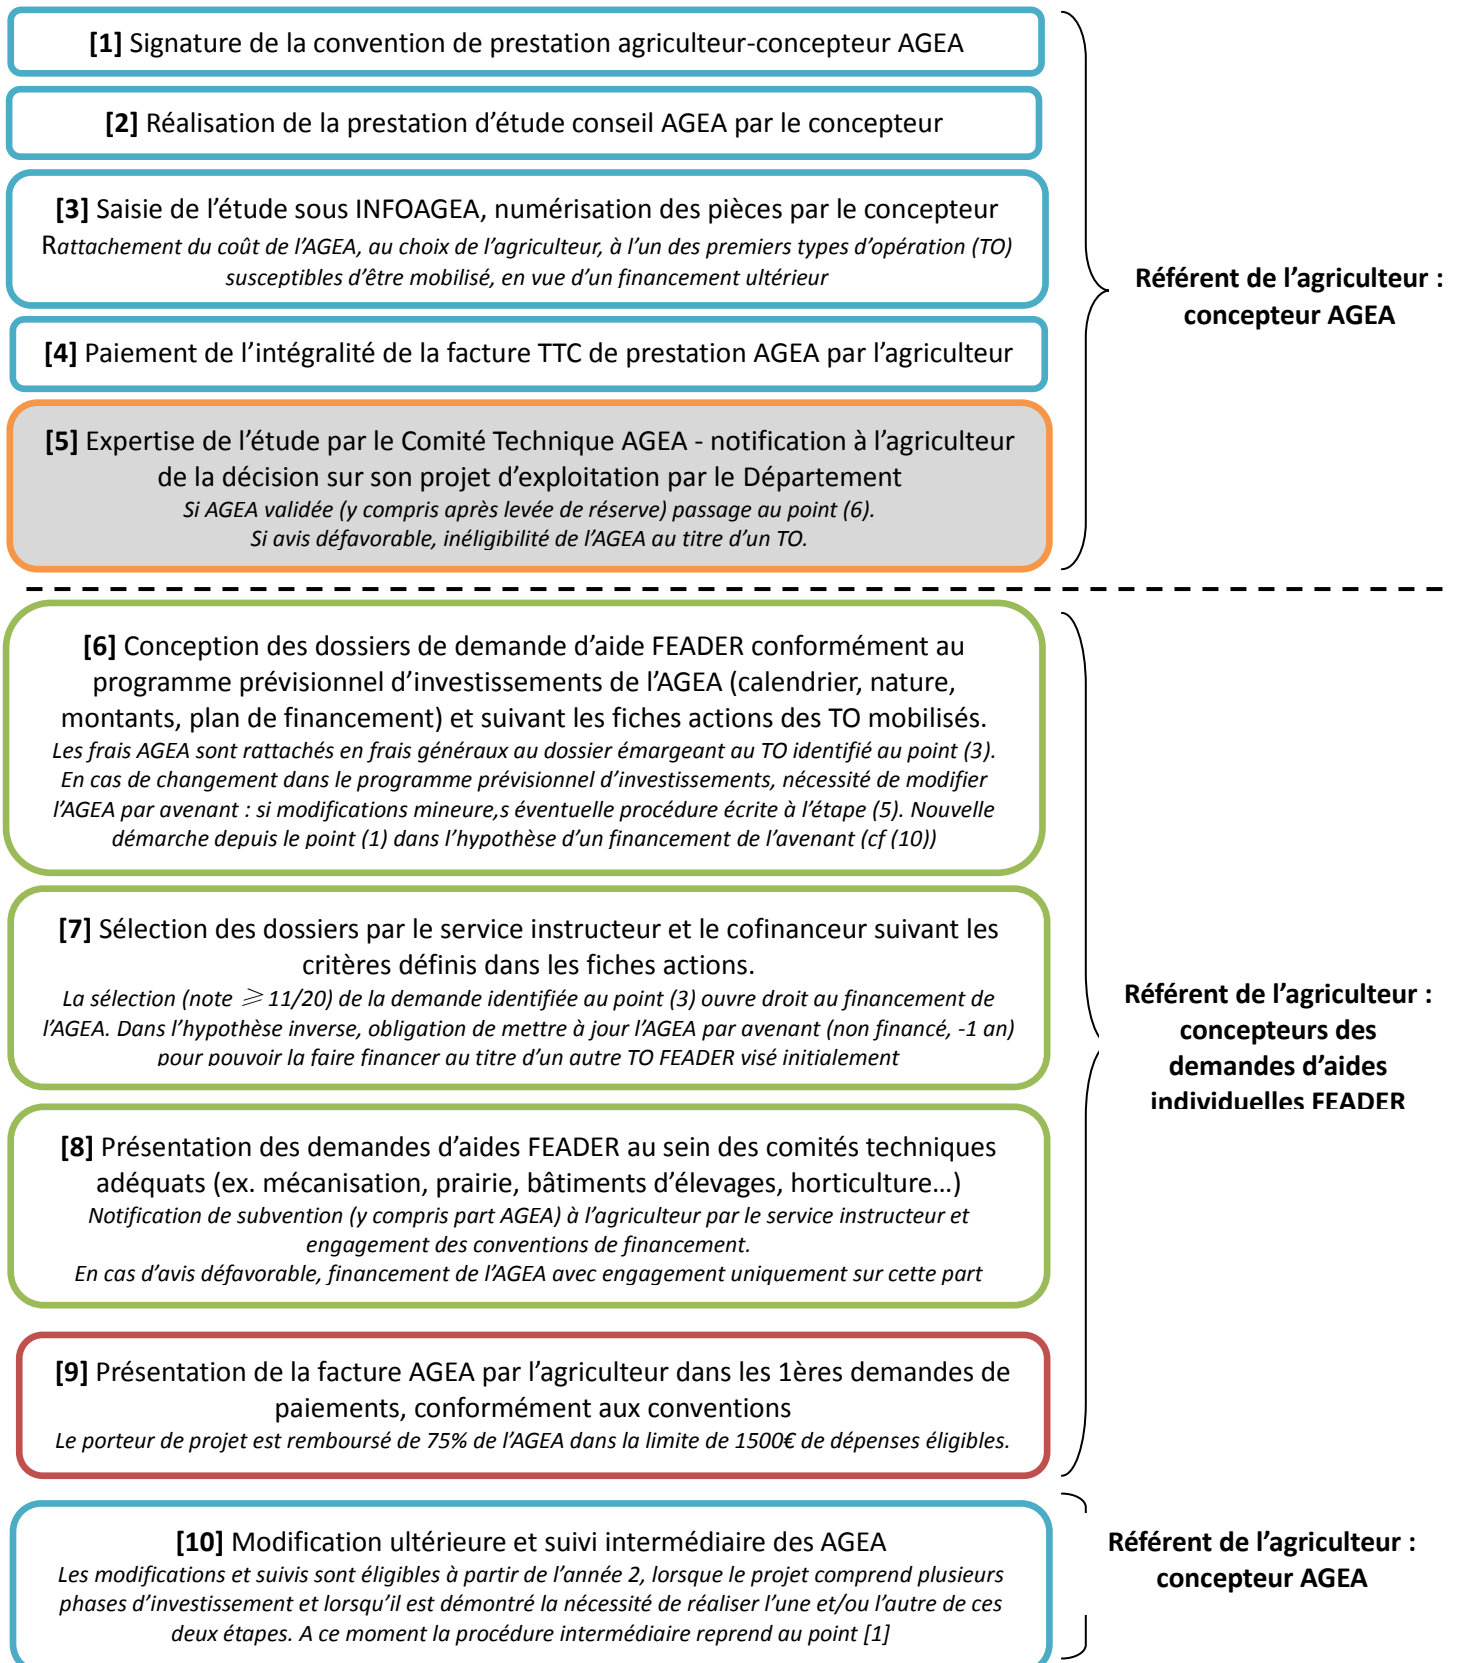 [1] Signature de la convention de prestation agriculteur-concepteur AGEA
[2] Réalisation de la prestation d’étude conseil AGEA par le concepteur
[3] Saisie de l’étude sous INFOAGEA, numérisation des pièces par le concepteur
Rattachement du coût de l’AGEA, au choix de l’agriculteur, à l’un des premiers types d’opération (TO)
susceptibles d’être mobilisé, en vue d’un financement ultérieur
[4] Paiement de l’intégralité de la facture TTC de prestation AGEA par l’agriculteur
[5] Expertise de l’étude par le Comité Technique AGEA - notification à l’agriculteur
de la décision sur son projet d’exploitation par le Département
Si AGEA validée (y compris après levée de réserve) passage au point (6).
Si avis défavorable, inéligibilité de l’AGEA au titre d’un TO.
Référent de l’agriculteur :
concepteur AGEA
[6] Conception des dossiers de demande d’aide FEADER conformément au
programme prévisionnel d’investissements de l’AGEA (calendrier, nature,
montants, plan de financement) et suivant les fiches actions des TO mobilisés.
Les frais AGEA sont rattachés en frais généraux au dossier émargeant au TO identifié au point (3).
En cas de changement dans le programme prévisionnel d’investissements, nécessité de modifier
l’AGEA par avenant : si modifications mineure,s éventuelle procédure écrite à l’étape (5). Nouvelle
démarche depuis le point (1) dans l’hypothèse d’un financement de l’avenant (cf (10))
[7] Sélection des dossiers par le service instructeur et le cofinanceur suivant les
critères définis dans les fiches actions.
La sélection (note ≥ 11/20) de la demande identifiée au point (3) ouvre droit au financement de
l’AGEA. Dans l’hypothèse inverse, obligation de mettre à jour l’AGEA par avenant (non financé, -1 an)
pour pouvoir la faire financer au titre d’un autre TO FEADER visé initialement
[8] Présentation des demandes d’aides FEADER au sein des comités techniques
adéquats (ex. mécanisation, prairie, bâtiments d’élevages, horticulture…)
Notification de subvention (y compris part AGEA) à l’agriculteur par le service instructeur et
engagement des conventions de financement.
En cas d’avis défavorable, financement de l’AGEA avec engagement uniquement sur cette part
[9] Présentation de la facture AGEA par l’agriculteur dans les 1ères demandes de
paiements, conformément aux conventions
Le porteur de projet est remboursé de 75% de l’AGEA dans la limite de 1500€ de dépenses éligibles.
Référent de l’agriculteur :
concepteurs des
demandes d’aides
individuelles FEADER
[10] Modification ultérieure et suivi intermédiaire des AGEA
Les modifications et suivis sont éligibles à partir de l’année 2, lorsque le projet comprend plusieurs
phases d’investissement et lorsqu’il est démontré la nécessité de réaliser l’une et/ou l’autre de ces
deux étapes. A ce moment la procédure intermédiaire reprend au point [1]
Référent de l’agriculteur :
concepteur AGEA